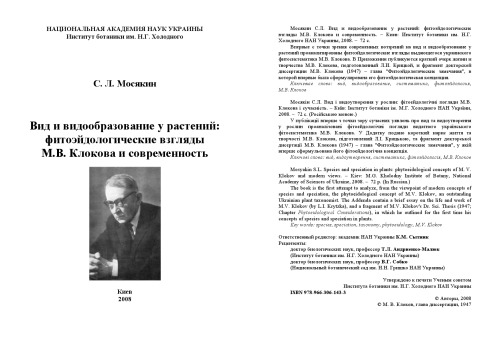 НАЦИОНАЛЬНАЯ АКАДЕМИЯ НАУК УКРАИНЫ
Институт ботаники им. Н.Г. Холодного
С. Л. Мосякин
Вид и видообразование у растений:
фитоэйдологические взгляды
М.В. Клокова и современность
Киев
2008
Мосякин С.Л. Вид и видообразование у растений: фитоэйдологические взгляды
М.В. Клокова и современность. – Киев: Институт ботаники им. Н.Г.
Холодного НАН Украины, 2008. – 72 с.
Впервые с точки зрения современных воззрений на вид и видообразование у
растений проанализированы фитоэйдологические взгляды выдающегося украинского
фитосистематика М.В. Клокова. В Приложении публикуются краткий очерк жизни и
творчества М.В. Клокова, подготовленный Л.И. Крицкой, и фрагмент докторской
диссертации М.В. Клокова (1947) – глава "Фитоэйдологические замечания", в
которой впервые была сформулирована его фитоэйдологическая концепция.
Ключевые слова: вид, видообразование, систематика, фитоэйдология,
М.В. Клоков
Мосякін С.Л. Вид і видоутворення у рослин: фітоейдологічні погляди М.В.
Клокова і сучасність. – Київ: Інститут ботаніки ім. М.Г. Холодного НАН України,
2008. – 72 с. (Російською мовою.)
У публікації вперше з точки зору сучасних уявлень про вид та видоутворення у
рослин проаналізовані фітоейдологічні погляди видатного українського
фітосистематика М.В. Клокова. У Додатку подано короткий нарис життя та
творчості М.В. Клокова, підготовлений Л.І. Крицькою, та фрагмент докторської
дисертації М.В. Клокова (1947) – глава "Фитоэйдологические замечания", у якій
вперше сформульовано його фітоейдологічну концепцію.
Ключові слова: вид, видоутворення, систематика, фітоейдологія, М.В. Клоков
Mosyakin S.L. Species and speciation in plants: phytoeidological concepts of M. V.
Klokov and modern views. – Kiev: M.G. Kholodny Institute of Botany, National
Academy of Sciences of Ukraine, 2008. – 72 p. (In Russian.)
The book is the first attempt to analyze, from the viewpoint of modern concepts of
species and speciation, the phytoeidological concept of M.V. Klokov, an outstanding
Ukrainian plant taxonomist. The Addenda contain a brief essay on the life and work of
M.V. Klokov (by L.I. Krytzka), and a fragment of M.V. Klokov's Dr. Sci. Thesis (1947;
Chapter Phytoeidological Considerations), in which he outlined for the first time his
concepts of species and speciation in plants.
Key words: species, speciation, taxonomy, phytoeidology, M.V. Klokov
Ответственный редактор: академик НАН Украины К.М. Сытник
Рецензенты:
доктор биологических наук, профессор Т.Л. Андриенко-Малюк
(Институт ботаники им. Н.Г. Холодного НАН Украины)
доктор биологических наук, профессор В.Г. Собко
(Национальный ботанический сад им. Н.Н. Гришко НАН Украины)
Утверждено к печати Ученым советом
Института ботаники им. Н.Г. Холодного НАН Украины
ISBN 978-966-306-143-3
© Авторы, 2008
© М. В. Клоков, глава диссертации, 1947